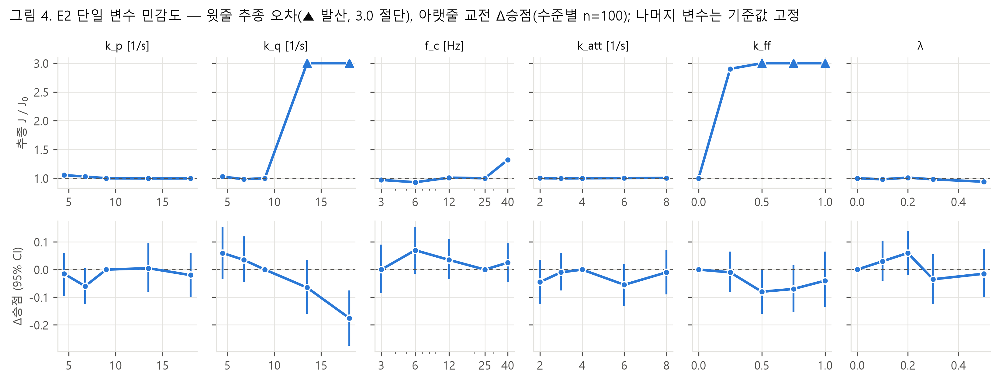 그림 4. E2 단일 변수 민감도 — 윗줄 추종 오차(▲ 발산, 3.0 절단), 아랫줄 교전 Δ승점(수준별 n=100); 나머지 변수는 기준값 고정
k_p [1/s] k_q [1/s] f_c [Hz] k_att [1/s] k_ff λ
추종 J / J₀
3.0
2.5
2.0
1.5
1.0
5 10 15 5 10 15 3 6 12 25 40 2 4 6 8 0.0 0.5 1.0 0.0 0.2 0.4
Δ승점 (95% CI)
0.1
0.0
-0.1
-0.2
5 10 15 5 10 15 3 6 12 25 40 2 4 6 8 0.0 0.5 1.0 0.0 0.2 0.4